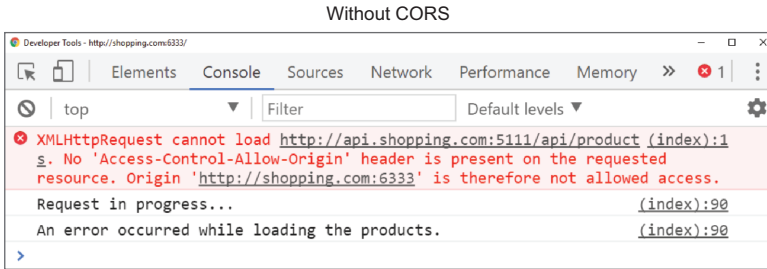 Without CORS
Developer Tools - http://shopping.com:6333/
Elements Console Sources Network Performance Memory » 1
top ▼ Filter Default levels ▼
XMLHttpRequest cannot load http://api.shopping.com:5111/api/product (index):1
s. No 'Access-Control-Allow-Origin' header is present on the requested
resource. Origin 'http://shopping.com:6333' is therefore not allowed access.
Request in progress... (index):90
An error occurred while loading the products. (index):90
>